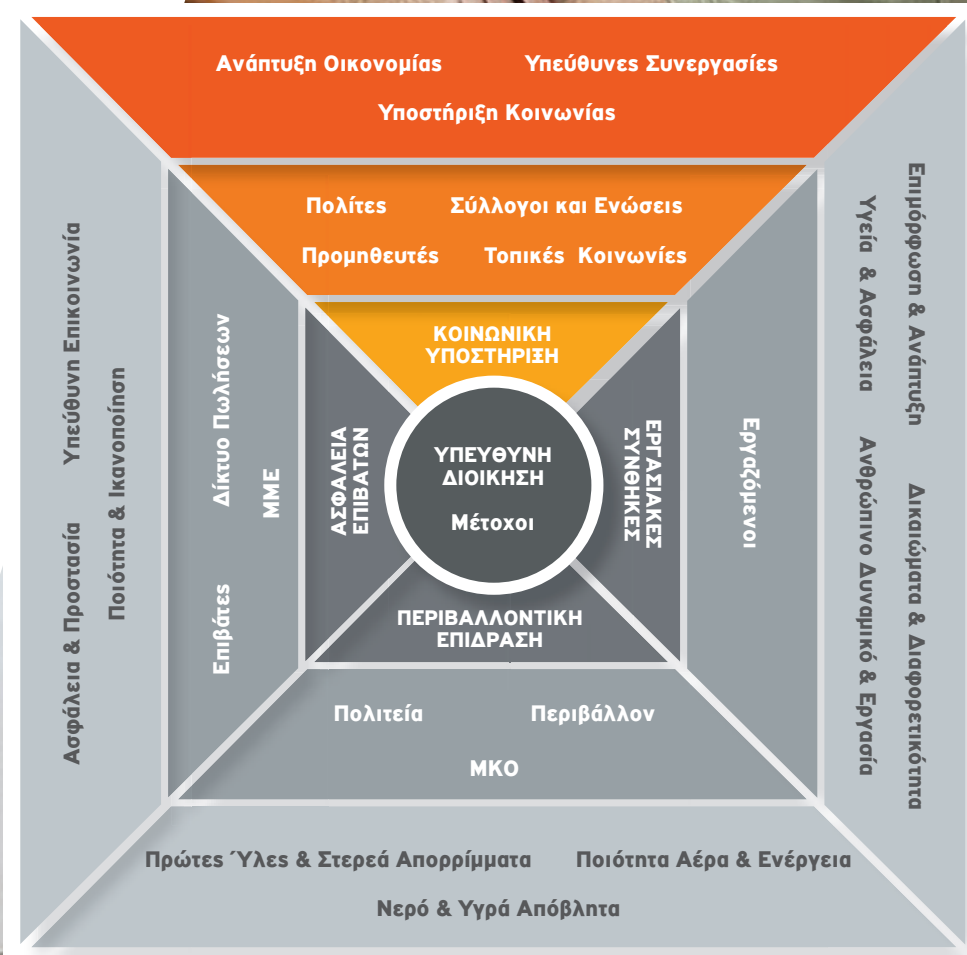 Ανάπτυξη Οικονομίας Υπεύθυνες Συνεργασίες
Υποστήριξη Κοινωνίας
Πολίτες Σύλλογοι και Ενώσεις
Προμηθευτές Τοπικές Κοινωνίες
ΚΟΙΝΩΝΙΚΗ
ΥΠΟΣΤΗΡΙΞΗ
Ασφάλεια & Προστασία Υπεύθυνη Επικοινωνία
Ποιότητα & Ικανοποίηση
Επιβάτες Δίκτυο Πωλήσεων
ΜΜΕ
ΑΣΦΑΛΕΙΑ
ΕΠΙΒΑΤΩΝ
ΥΠΕΥΘΥΝΗ
ΔΙΟΙΚΗΣΗ
Μέτοχοι
ΕΡΓΑΣΙΑΚΕΣ
ΣΥΝΘΗΚΕΣ
Εργαζόμενοι
Επιμόρφωση & Ανάπτυξη Δικαιώματα & Διαφορετικότητα
Υγεία & Ασφάλεια Ανθρώπινο Δυναμικό & Εργασία
ΠΕΡΙΒΑΛΛΟΝΤΙΚΗ
ΕΠΙΔΡΑΣΗ
Πολιτεία Περιβάλλον
ΜΚΟ
Πρώτες Ύλες & Στερεά Απορρίμματα Ποιότητα Αέρα & Ενέργεια
Νερό & Υγρά Απόβλητα